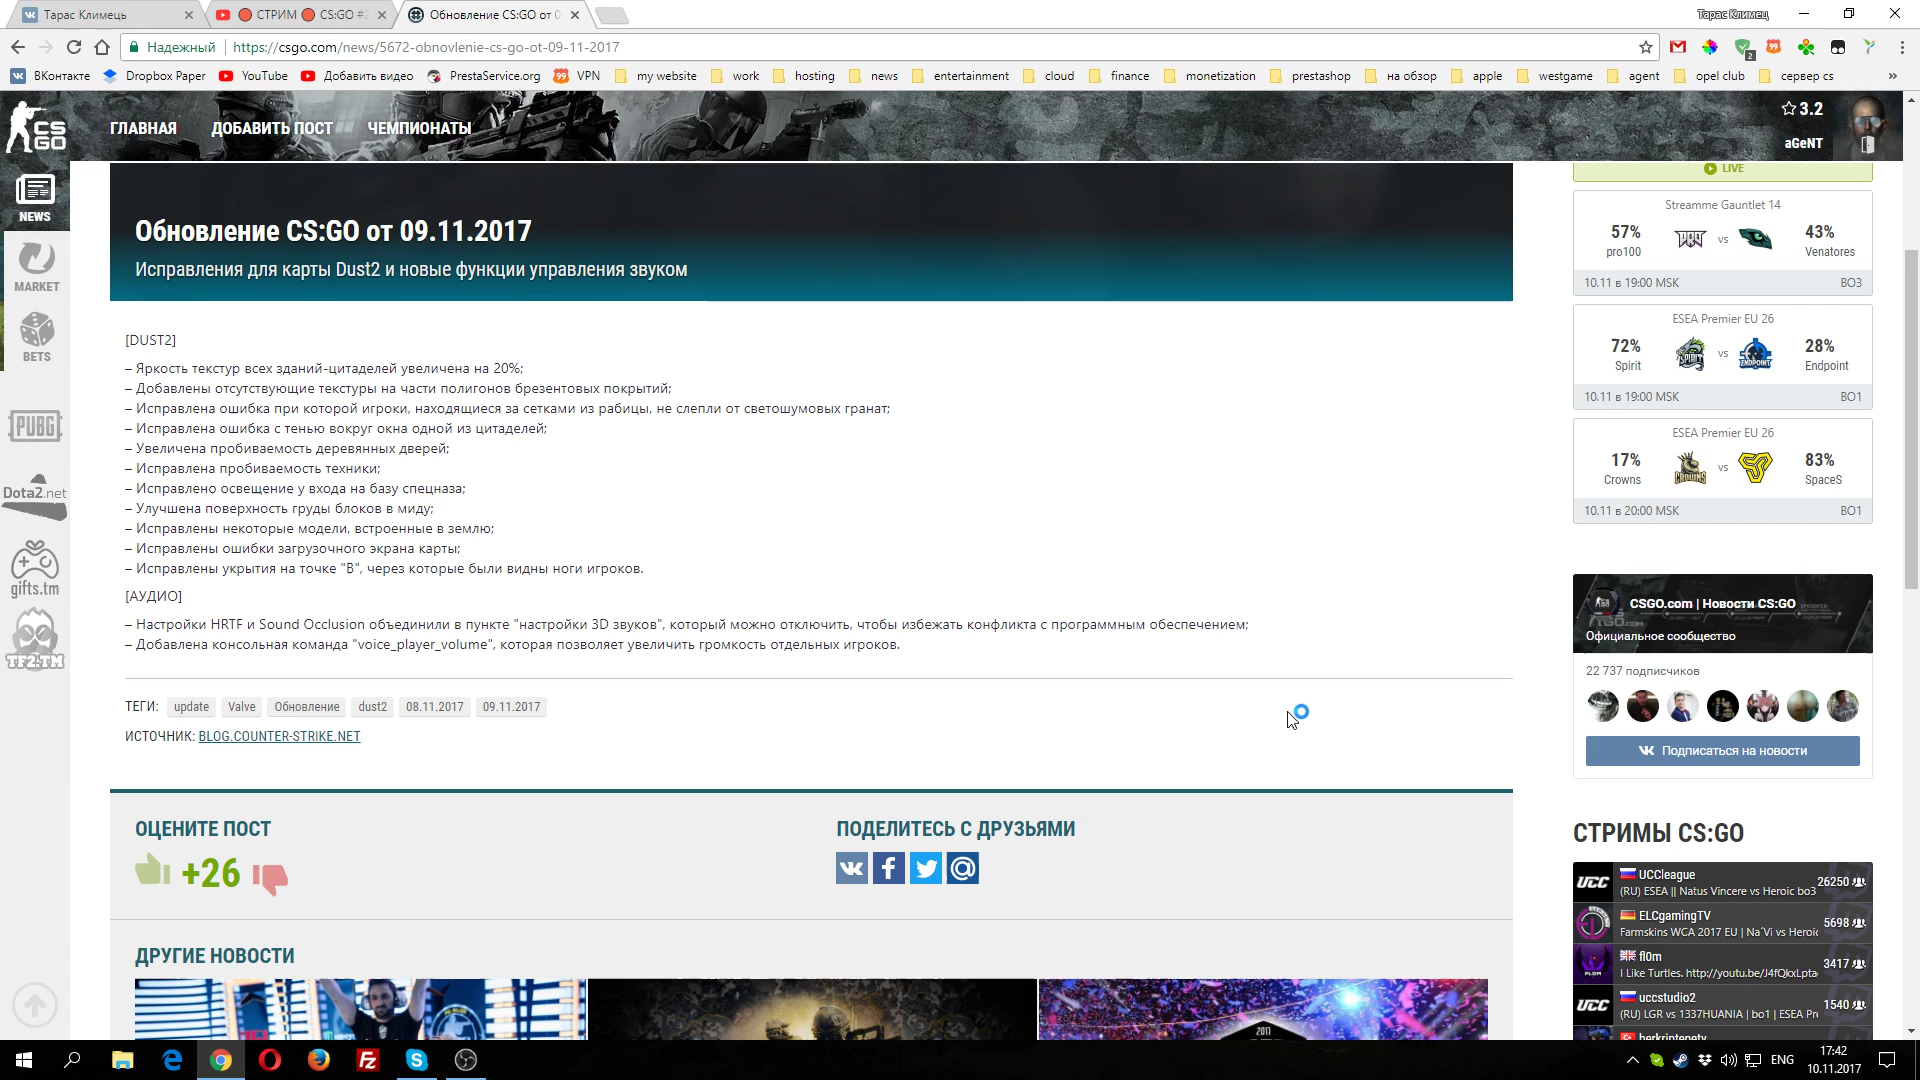 Тарас Климець
СТРИМ CS:GO #2
Обновление CS:GO от 0
Тарас Климец
Надежный
https://csgo.com/news/5672-obnovlenie-cs-go-ot-09-11-2017
ВКонтакте
Dropbox Paper
YouTube
Добавить видео
PrestaService.org
VPN
my website
work
hosting
news
entertainment
cloud
finance
monetization
prestashop
на обзор
apple
westgame
agent
opel club
сервер cs
CS GO
ГЛАВНАЯ
ДОБАВИТЬ ПОСТ
ЧЕМПИОНАТЫ
3.2
aGeNT
NEWS
MARKET
BETS
PUBG
Dota2.net
gifts.tm
TF2.TM
Обновление CS:GO от 09.11.2017
Исправления для карты Dust2 и новые функции управления звуком
[DUST2]
– Яркость текстур всех зданий-цитаделей увеличена на 20%;
– Добавлены отсутствующие текстуры на части полигонов брезентовых покрытий;
– Исправлена ошибка при которой игроки, находящиеся за сетками из рабицы, не слепли от светошумовых гранат;
– Исправлена ошибка с тенью вокруг окна одной из цитаделей;
– Увеличена пробиваемость деревянных дверей;
– Исправлена пробиваемость техники;
– Исправлено освещение у входа на базу спецназа;
– Улучшена поверхность груды блоков в миду;
– Исправлены некоторые модели, встроенные в землю;
– Исправлены ошибки загрузочного экрана карты;
– Исправлены укрытия на точке "B", через которые были видны ноги игроков.
[АУДИО]
– Настройки HRTF и Sound Occlusion объединили в пункте "настройки 3D звуков", который можно отключить, чтобы избежать конфликта с программным обеспечением;
– Добавлена консольная команда "voice_player_volume", которая позволяет увеличить громкость отдельных игроков.
ТЕГИ: update Valve Обновление dust2 08.11.2017 09.11.2017
ИСТОЧНИК: BLOG.COUNTER-STRIKE.NET
ОЦЕНИТЕ ПОСТ
+26
ПОДЕЛИТЕСЬ С ДРУЗЬЯМИ
ДРУГИЕ НОВОСТИ
LIVE
Streamme Gauntlet 14
57% vs 43%
pro100 Venatores
10.11 в 19:00 MSK BO3
ESEA Premier EU 26
72% vs 28%
Spirit Endpoint
10.11 в 19:00 MSK BO1
ESEA Premier EU 26
17% vs 83%
Crowns SpaceS
10.11 в 20:00 MSK BO1
CSGO.com | Новости CS:GO
Официальное сообщество
22 737 подписчиков
Подписаться на новости
СТРИМЫ CS:GO
UCCleague 26250
(RU) ESEA || Natus Vincere vs Heroic bo3
ELCgamingTV 5698
Farmskins WCA 2017 EU | Na`Vi vs Heroic
fl0m 3417
I Like Turtles. http://youtu.be/J4fQkxLpta
uccstudio2 1540
(RU) LGR vs 1337HUANIA | bo1 | ESEA Pre
ENG
17:42
10.11.2017